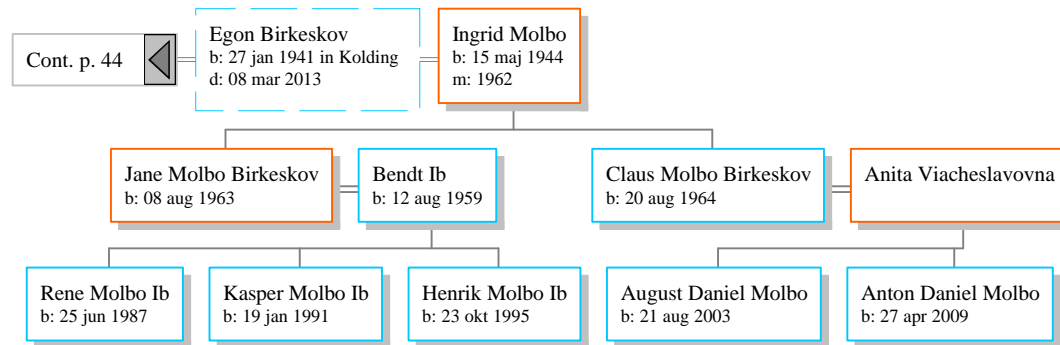 Cont. p. 44
Egon Birkeskov
b: 27 jan 1941 in Kolding
d: 08 mar 2013
Ingrid Molbo
b: 15 maj 1944
m: 1962
Jane Molbo Birkeskov
b: 08 aug 1963
Bendt Ib
b: 12 aug 1959
Claus Molbo Birkeskov
b: 20 aug 1964
Anita Viacheslavovna
Rene Molbo Ib
b: 25 jun 1987
Kasper Molbo Ib
b: 19 jan 1991
Henrik Molbo Ib
b: 23 okt 1995
August Daniel Molbo
b: 21 aug 2003
Anton Daniel Molbo
b: 27 apr 2009